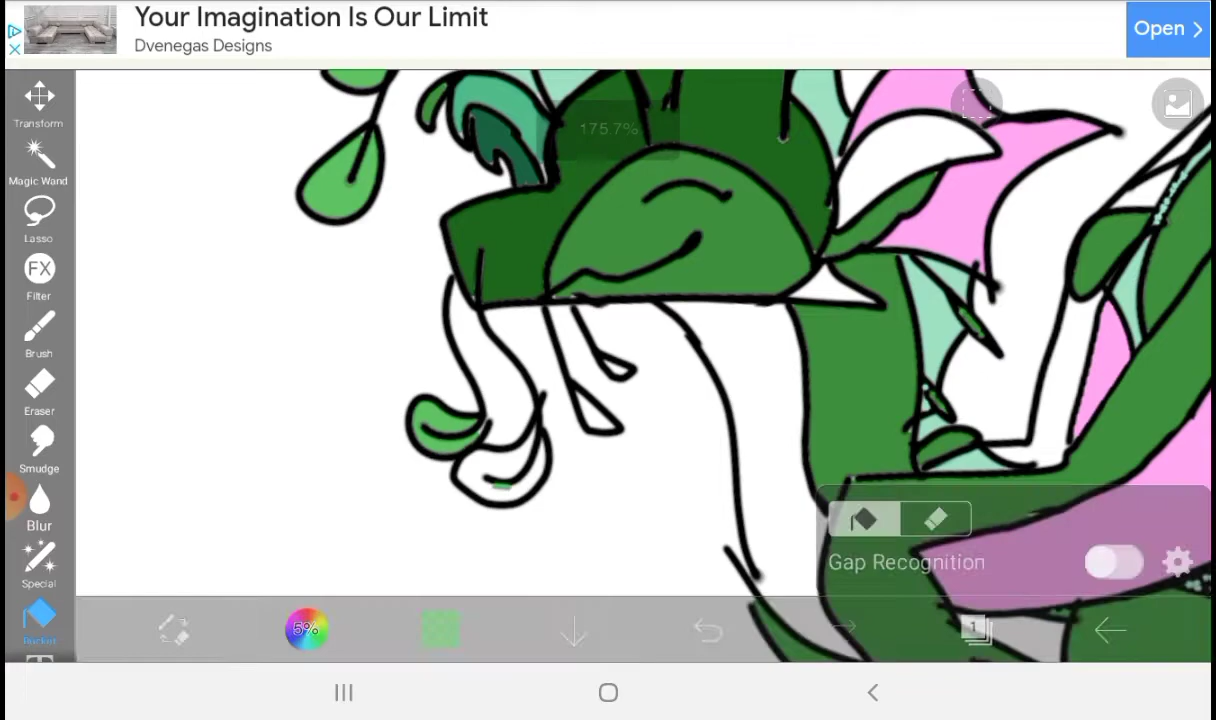 Your Imagination Is Our Limit
Dvenegas Designs
Open
Transform
175.7%
Magic Wand
Lasso
FX
Filter
Brush
Eraser
Smudge
Blur
Special
Gap Recognition
Bucket
5%
1